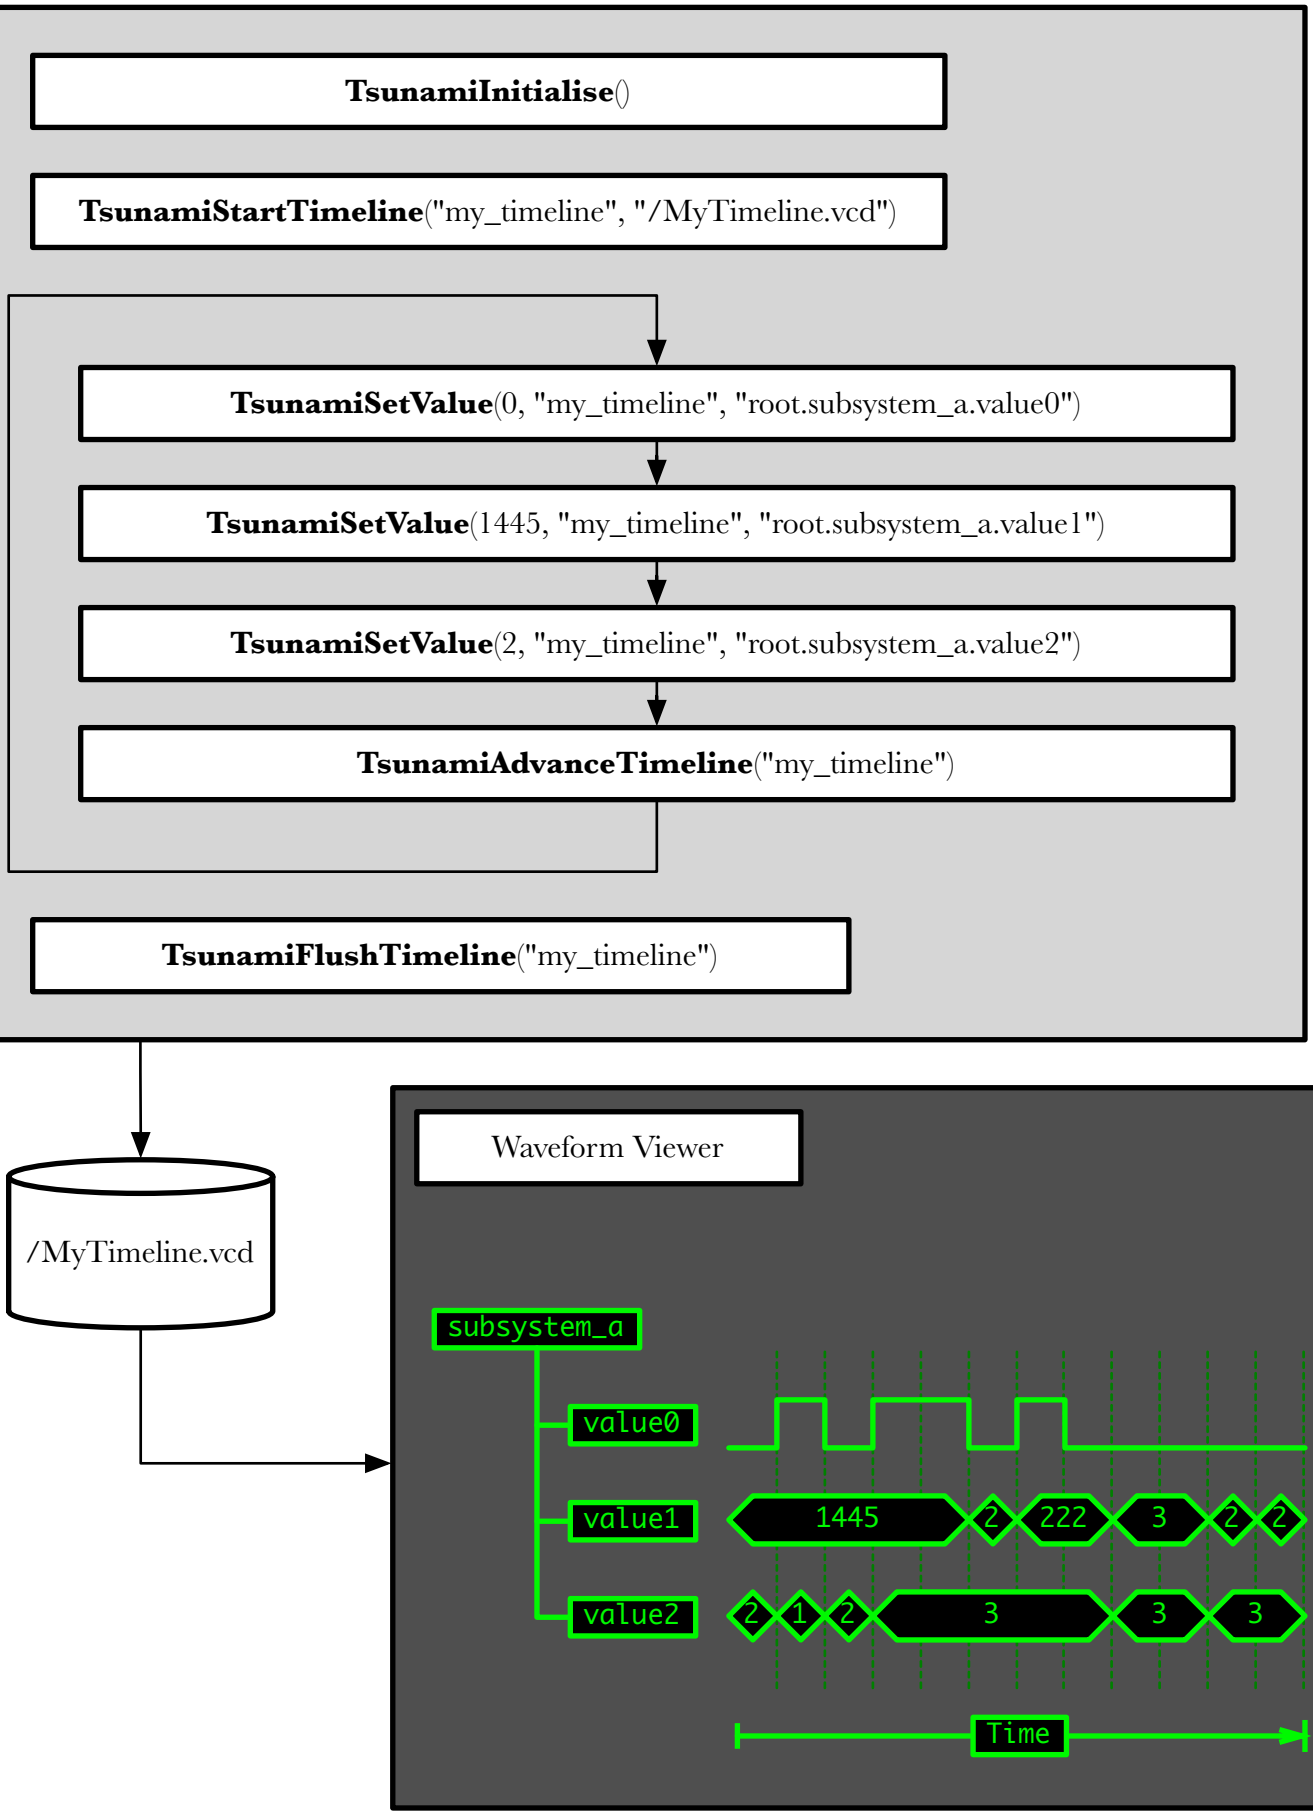 TsunamiInitialise()
TsunamiStartTimeline("my_timeline", "/MyTimeline.vcd")
TsunamiSetValue(0, "my_timeline", "root.subsystem_a.value0")
TsunamiSetValue(1445, "my_timeline", "root.subsystem_a.value1")
TsunamiSetValue(2, "my_timeline", "root.subsystem_a.value2")
TsunamiAdvanceTimeline("my_timeline")
TsunamiFlushTimeline("my_timeline")
Waveform Viewer
/MyTimeline.vcd
subsystem_a
value0
value1 1445 2 222 3 2 2
value2 2 1 2 3 3 3
Time